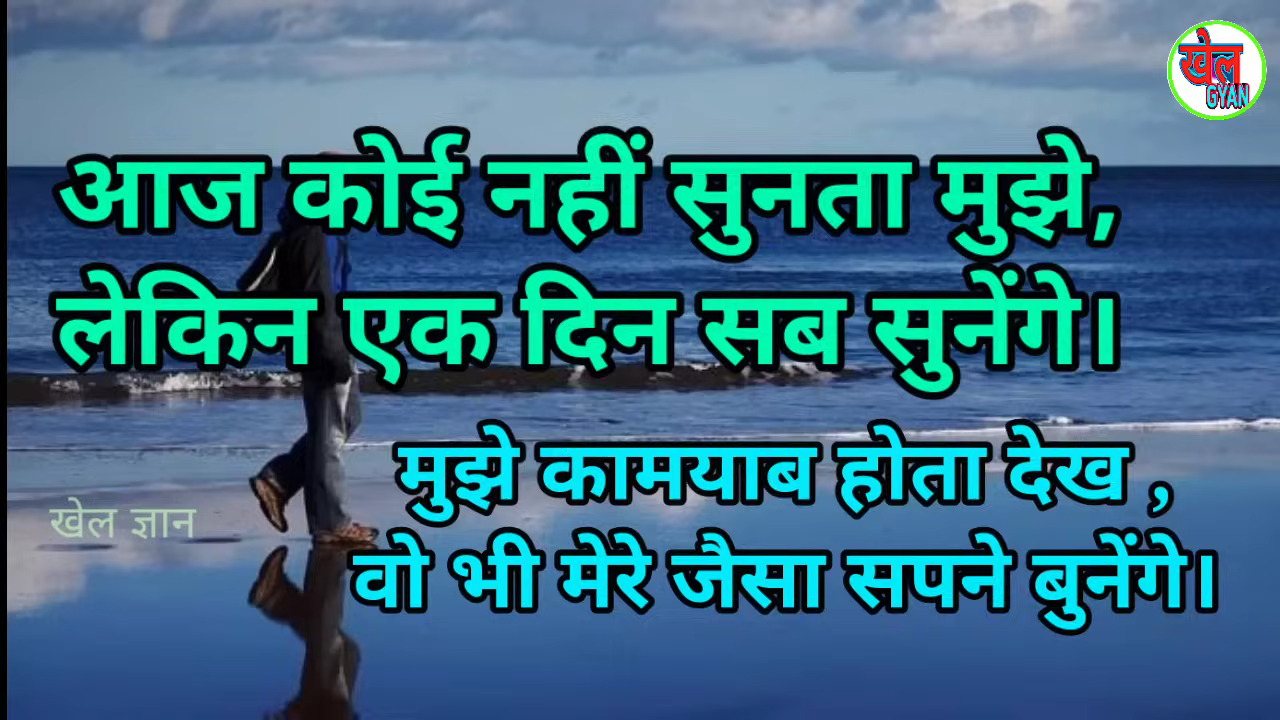 खेल
GYAN
आज कोई नहीं सुनता मुझे,
लेकिन एक दिन सब सुनेंगे।
मुझे कामयाब होता देख ,
खेल ज्ञान
वो भी मेरे जैसा सपने बुनेंगे।